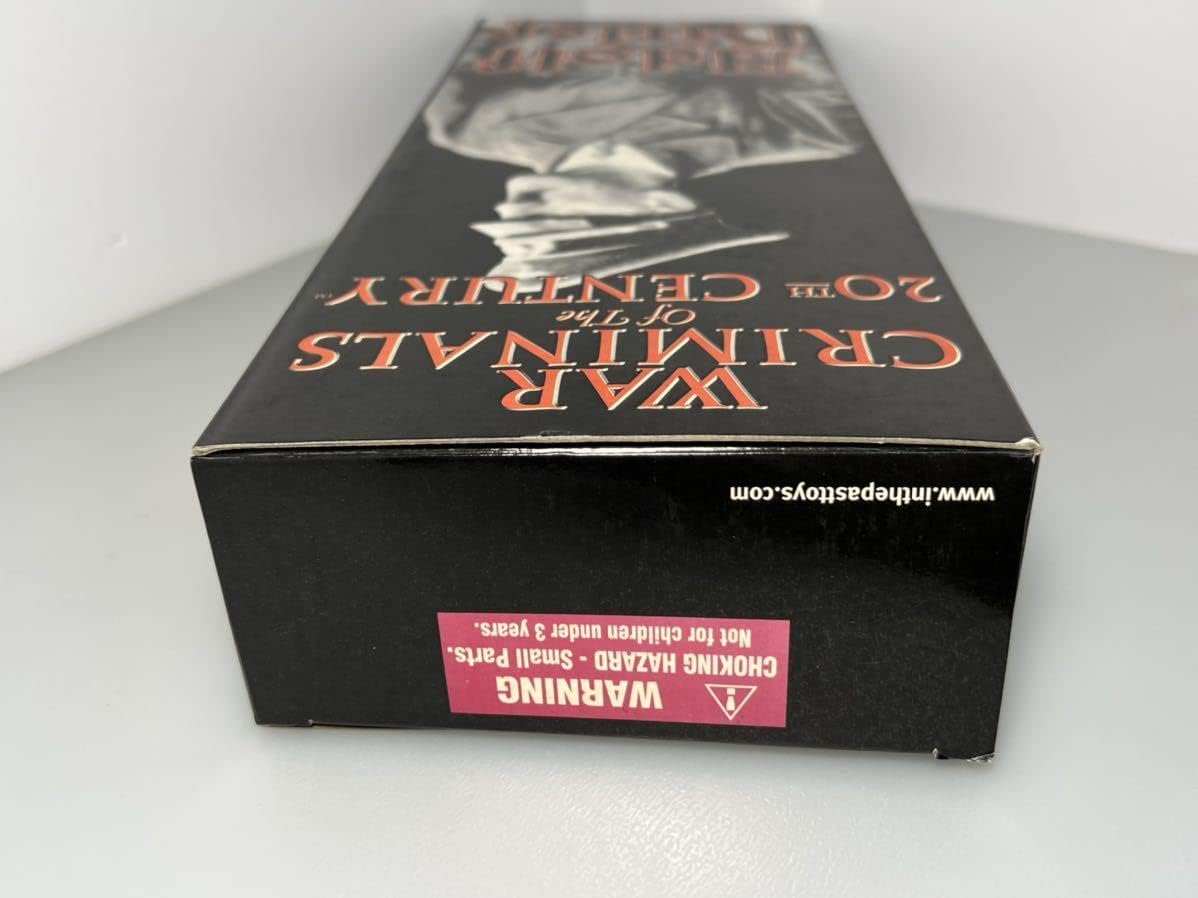 WARNING
CHOKING HAZARD - Small Parts.
Not for children under 3 years.
www.inthepasttoys.com
WAR
CRIMINALS
Of The
20TH CENTURY™